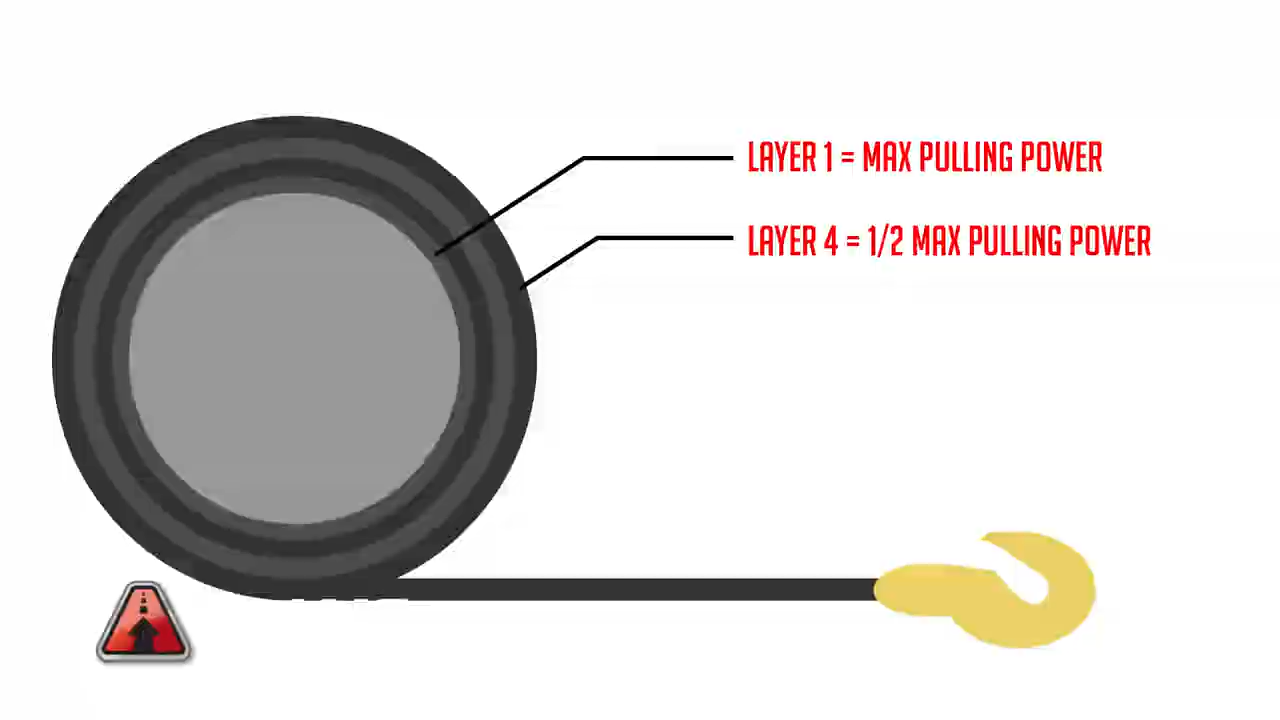 LAYER 1 = MAX PULLING POWER
LAYER 4 = 1/2 MAX PULLING POWER